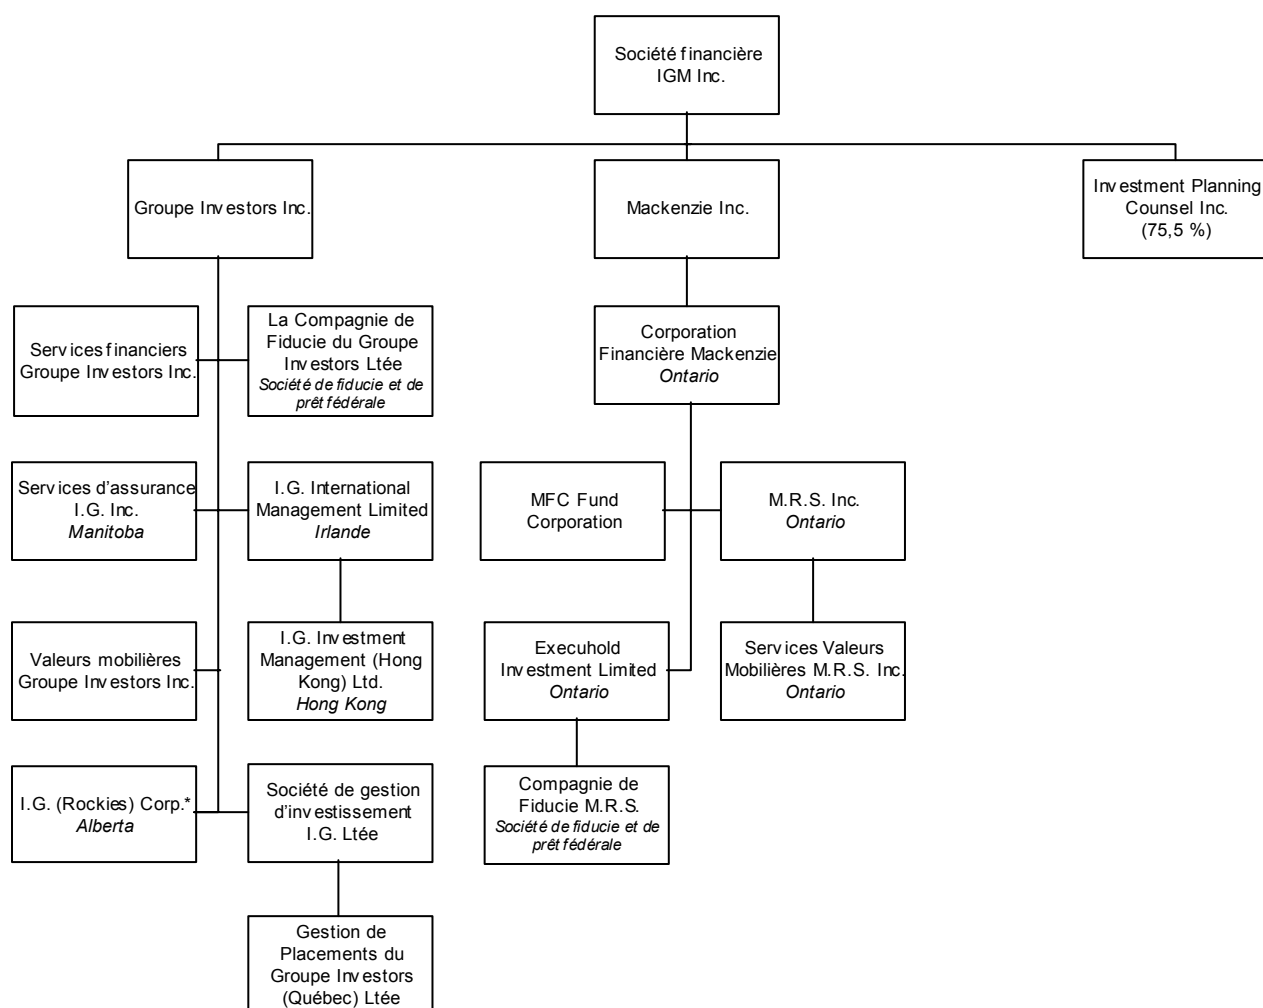 Société financière
IGM Inc.
Groupe Investors Inc.
Mackenzie Inc.
Investment Planning
Counsel Inc.
(75,5 %)
Services financiers
Groupe Investors Inc.
La Compagnie de
Fiducie du Groupe
Investors Ltée
Société de fiducie et de
prêt fédérale
Corporation
Financière Mackenzie
Ontario
Services d'assurance
I.G. Inc.
Manitoba
I.G. International
Management Limited
Irlande
MFC Fund
Corporation
M.R.S. Inc.
Ontario
Valeurs mobilières
Groupe Investors Inc.
I.G. Investment
Management (Hong
Kong) Ltd.
Hong Kong
Execuhold
Investment Limited
Ontario
Services Valeurs
Mobilières M.R.S. Inc.
Ontario
I.G. (Rockies) Corp.*
Alberta
Société de gestion
d'investissement
I.G. Ltée
Compagnie de
Fiducie M.R.S.
Société de fiducie et de
prêt fédérale
Gestion de
Placements du
Groupe Investors
(Québec) Ltée